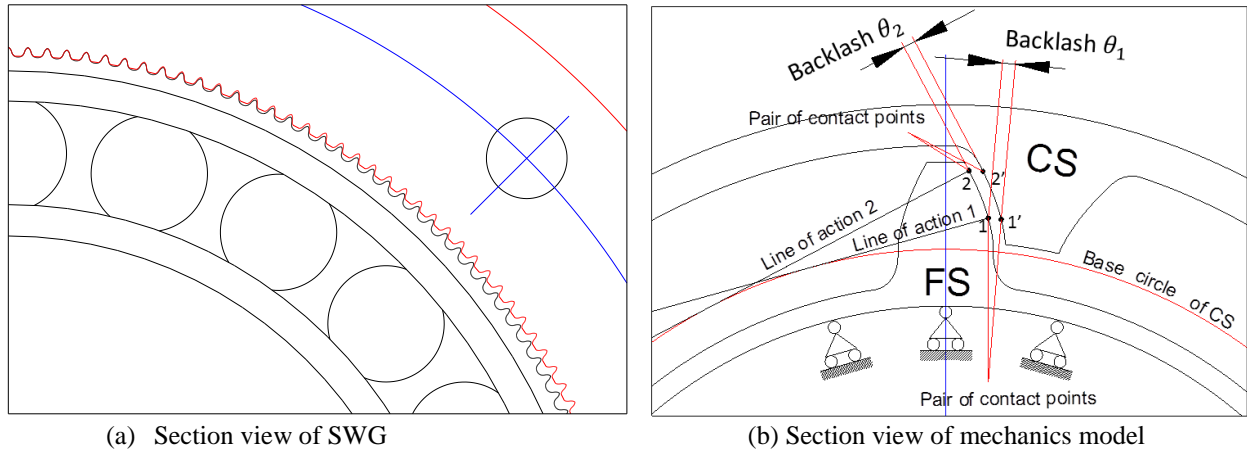 Backlash θ₂
Backlash θ₁
Pair of contact points
CS
2
2′
1
1′
Line of action 2
Line of action 1
FS
Base circle of CS
Pair of contact points
(a) Section view of SWG
(b) Section view of mechanics model